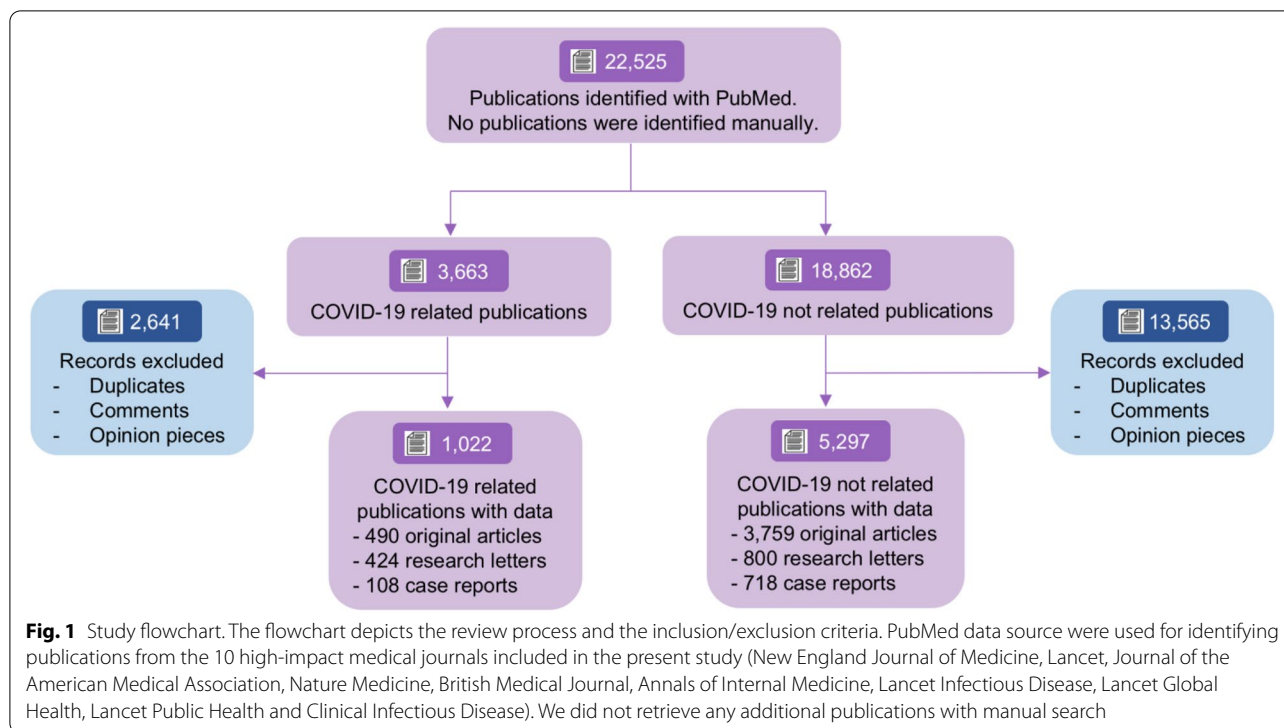 22,525
Publications identified with PubMed.
No publications were identified manually.
3,663
COVID-19 related publications
18,862
COVID-19 not related publications
2,641
Records excluded
- Duplicates
- Comments
- Opinion pieces
13,565
Records excluded
- Duplicates
- Comments
- Opinion pieces
1,022
COVID-19 related
publications with data
- 490 original articles
- 424 research letters
- 108 case reports
5,297
COVID-19 not related
publications with data
- 3,759 original articles
- 800 research letters
- 718 case reports
Fig. 1 Study flowchart. The flowchart depicts the review process and the inclusion/exclusion criteria. PubMed data source were used for identifying
publications from the 10 high-impact medical journals included in the present study (New England Journal of Medicine, Lancet, Journal of the
American Medical Association, Nature Medicine, British Medical Journal, Annals of Internal Medicine, Lancet Infectious Disease, Lancet Global
Health, Lancet Public Health and Clinical Infectious Disease). We did not retrieve any additional publications with manual search